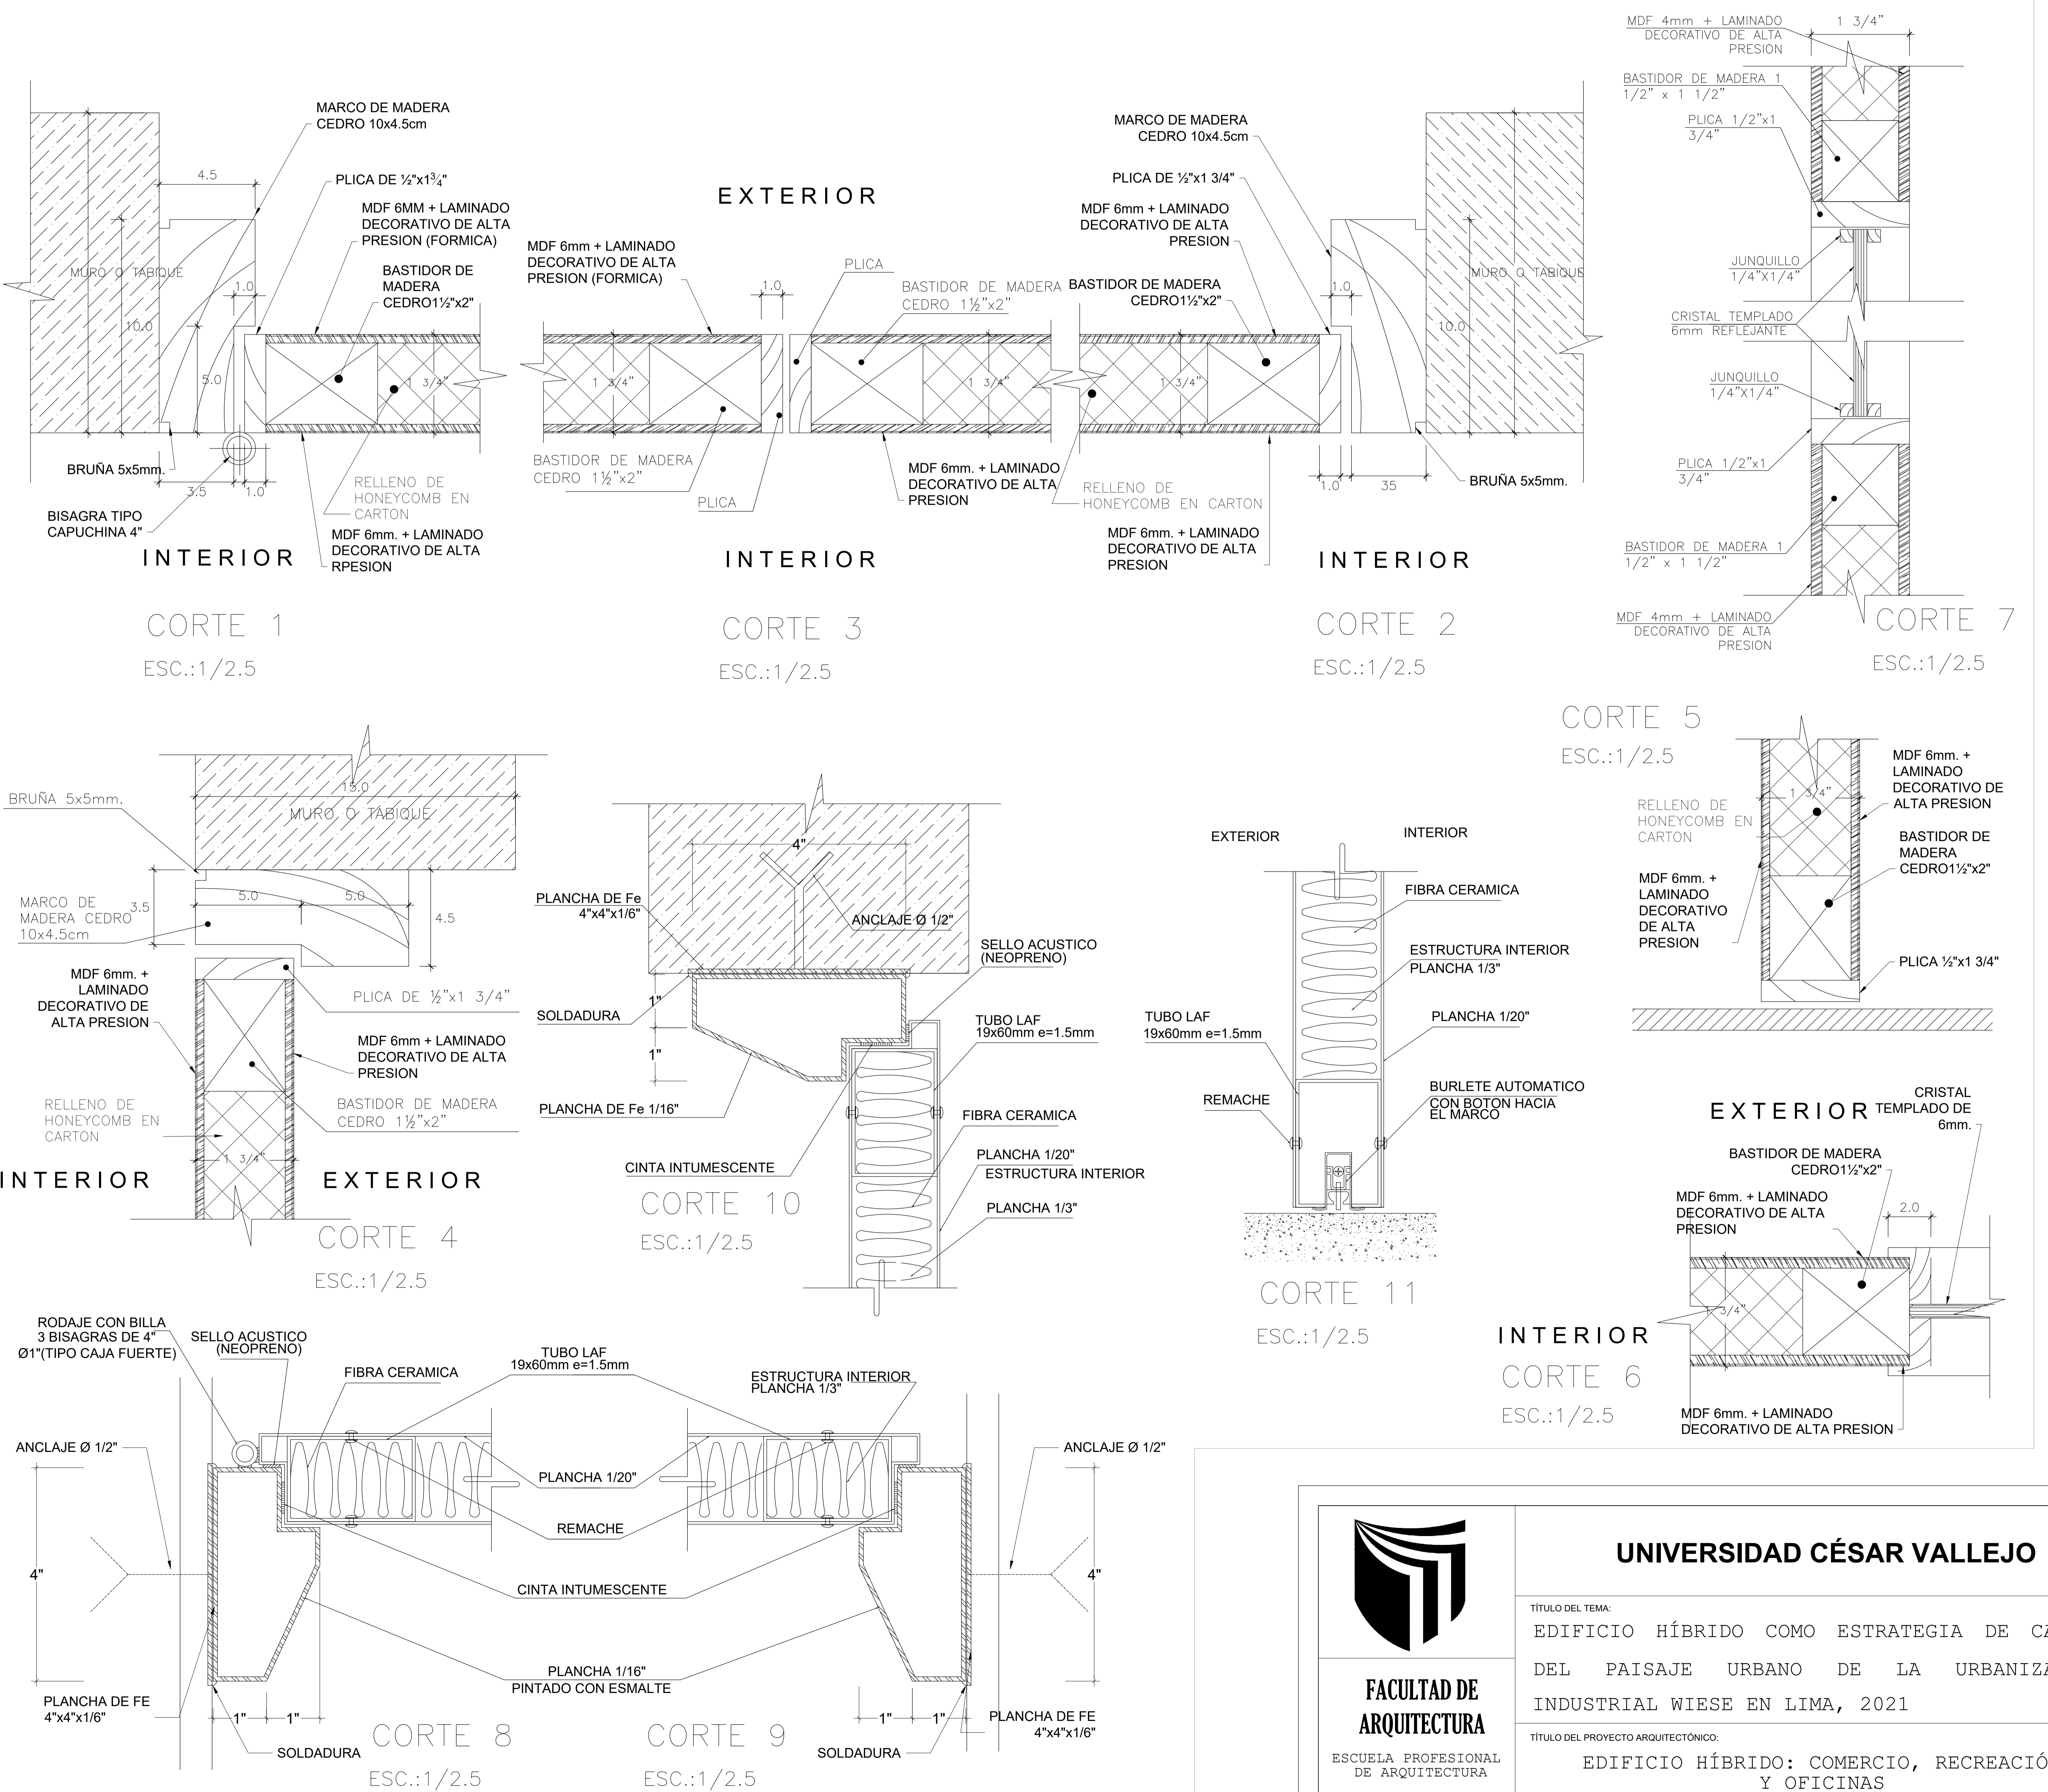 MARCO DE MADERA
CEDRO 10x4.5cm
4.5
PLICA DE ½"x1¾"
MDF 6MM + LAMINADO
DECORATIVO DE ALTA
PRESION (FORMICA)
BASTIDOR DE
MADERA
CEDRO1½"x2"
MURO O TABIQUE
1.0
10.0
5.0
1 3/4"
BRUÑA 5x5mm.
3.5
1.0
BISAGRA TIPO
CAPUCHINA 4"
RELLENO DE
HONEYCOMB EN
CARTON
MDF 6mm. + LAMINADO
DECORATIVO DE ALTA
RPESION
INTERIOR
CORTE 1
ESC.:1/2.5
EXTERIOR
MDF 6mm + LAMINADO
DECORATIVO DE ALTA
PRESION (FORMICA)
PLICA
1.0
BASTIDOR DE MADERA
CEDRO 1½"x2"
1 3/4"
1 3/4"
BASTIDOR DE MADERA
CEDRO 1½"x2"
PLICA
MDF 6mm. + LAMINADO
DECORATIVO DE ALTA
PRESION
INTERIOR
CORTE 3
ESC.:1/2.5
MARCO DE MADERA
CEDRO 10x4.5cm
PLICA DE ½"x1 3/4"
MDF 6mm + LAMINADO
DECORATIVO DE ALTA
PRESION
BASTIDOR DE MADERA
CEDRO1½"x2"
1.0
MURO O TABIQUE
10.0
1 3/4"
RELLENO DE
HONEYCOMB EN CARTON
1.0
35
BRUÑA 5x5mm.
MDF 6mm. + LAMINADO
DECORATIVO DE ALTA
PRESION
INTERIOR
CORTE 2
ESC.:1/2.5
MDF 4mm + LAMINADO
DECORATIVO DE ALTA
PRESION
1 3/4"
BASTIDOR DE MADERA 1
1/2" x 1 1/2"
PLICA 1/2"x1
3/4"
JUNQUILLO
1/4"X1/4"
CRISTAL TEMPLADO
6mm REFLEJANTE
JUNQUILLO
1/4"X1/4"
PLICA 1/2"x1
3/4"
BASTIDOR DE MADERA 1
1/2" x 1 1/2"
MDF 4mm + LAMINADO
DECORATIVO DE ALTA
PRESION
CORTE 7
ESC.:1/2.5
15.0
BRUÑA 5x5mm.
MURO O TABIQUE
MARCO DE
MADERA CEDRO
10x4.5cm
3.5
5.0
5.0
4.5
MDF 6mm. +
LAMINADO
DECORATIVO DE
ALTA PRESION
PLICA DE ½"x1 3/4"
MDF 6mm + LAMINADO
DECORATIVO DE ALTA
PRESION
RELLENO DE
HONEYCOMB EN
CARTON
BASTIDOR DE MADERA
CEDRO 1½"x2"
1 3/4"
INTERIOR
EXTERIOR
CORTE 4
ESC.:1/2.5
4"
PLANCHA DE Fe
4"x4"x1/6"
ANCLAJE Ø 1/2"
SELLO ACUSTICO
(NEOPRENO)
1"
SOLDADURA
TUBO LAF
19x60mm e=1.5mm
1"
PLANCHA DE Fe 1/16"
FIBRA CERAMICA
CINTA INTUMESCENTE
PLANCHA 1/20"
ESTRUCTURA INTERIOR
PLANCHA 1/3"
CORTE 10
ESC.:1/2.5
EXTERIOR
INTERIOR
FIBRA CERAMICA
ESTRUCTURA INTERIOR
PLANCHA 1/3"
TUBO LAF
19x60mm e=1.5mm
PLANCHA 1/20"
REMACHE
BURLETE AUTOMATICO
CON BOTON HACIA
EL MARCO
CORTE 11
ESC.:1/2.5
CORTE 5
ESC.:1/2.5
MDF 6mm. +
LAMINADO
DECORATIVO DE
ALTA PRESION
1 3/4"
RELLENO DE
HONEYCOMB EN
CARTON
BASTIDOR DE
MADERA
CEDRO1½"x2"
MDF 6mm. +
LAMINADO
DECORATIVO
DE ALTA
PRESION
PLICA ½"x1 3/4"
EXTERIOR
CRISTAL
TEMPLADO DE
6mm.
BASTIDOR DE MADERA
CEDRO1½"x2"
MDF 6mm. + LAMINADO
DECORATIVO DE ALTA
PRESION
2.0
1 3/4"
INTERIOR
CORTE 6
ESC.:1/2.5
MDF 6mm. + LAMINADO
DECORATIVO DE ALTA PRESION
RODAJE CON BILLA
3 BISAGRAS DE 4"
Ø1"(TIPO CAJA FUERTE)
SELLO ACUSTICO
(NEOPRENO)
FIBRA CERAMICA
TUBO LAF
19x60mm e=1.5mm
ESTRUCTURA INTERIOR
PLANCHA 1/3"
ANCLAJE Ø 1/2"
ANCLAJE Ø 1/2"
PLANCHA 1/20"
REMACHE
4"
4"
CINTA INTUMESCENTE
PLANCHA 1/16"
PINTADO CON ESMALTE
PLANCHA DE FE
4"x4"x1/6"
1"
1"
SOLDADURA
CORTE 8
ESC.:1/2.5
CORTE 9
ESC.:1/2.5
1"
1"
SOLDADURA
PLANCHA DE FE
4"x4"x1/6"
UNIVERSIDAD CÉSAR VALLEJO
FACULTAD DE
ARQUITECTURA
ESCUELA PROFESIONAL
DE ARQUITECTURA
TÍTULO DEL TEMA:
EDIFICIO HÍBRIDO COMO ESTRATEGIA DE
DEL PAISAJE URBANO DE LA
INDUSTRIAL WIESE EN LIMA, 2021
TÍTULO DEL PROYECTO ARQUITECTÓNICO:
EDIFICIO HÍBRIDO: COMERCIO,
Y OFICINAS